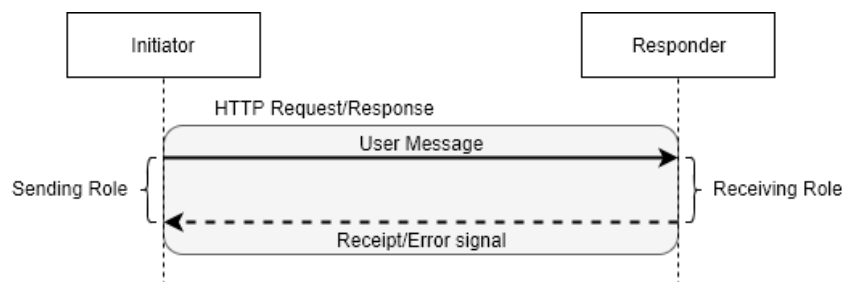 Initiator
Responder
HTTP Request/Response
User Message
Sending Role
Receiving Role
Receipt/Error signal